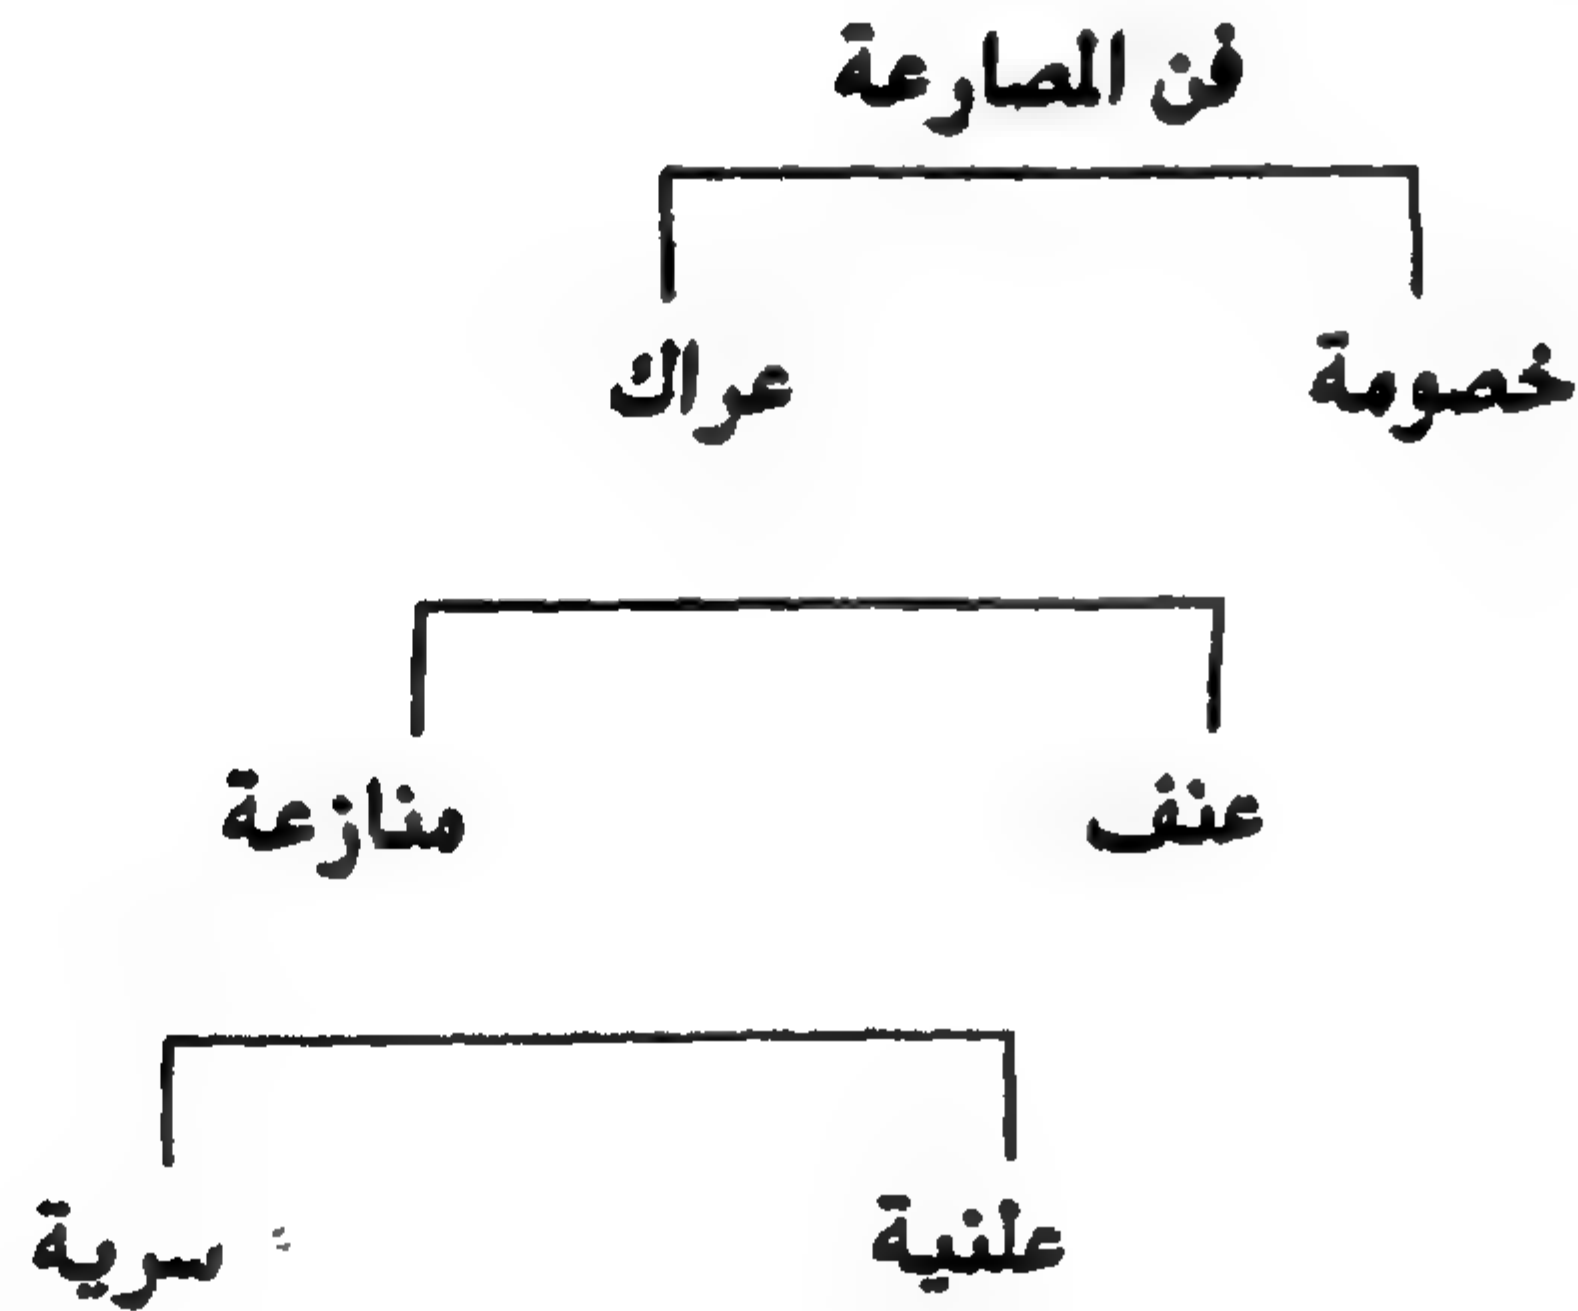 فن المصارعة
خصومة عراك
عنف منازعة
علنية سرية